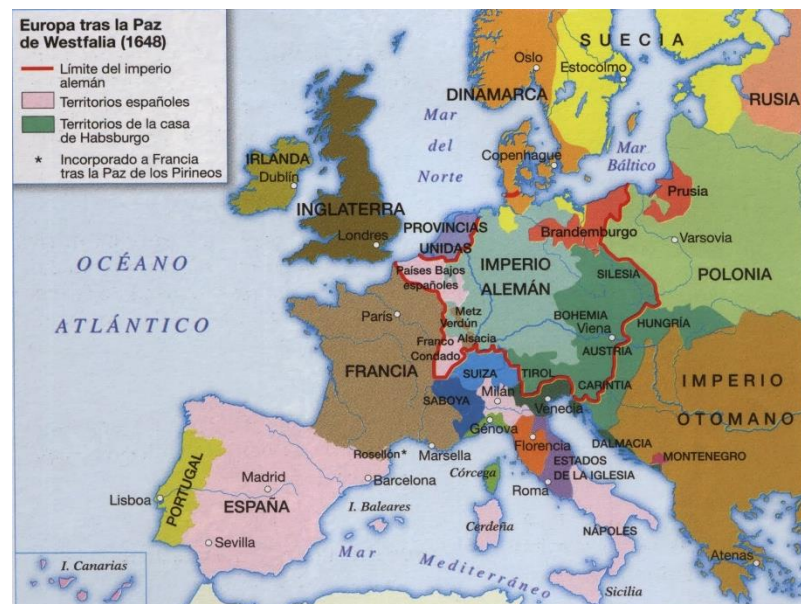 Europa tras la Paz
de Westfalia (1648)
Límite del imperio
alemán
Territorios españoles
Territorios de la casa
de Habsburgo
* Incorporado a Francia
tras la Paz de los Pirineos
Oslo
SUECIA
Estocolmo
RUSIA
DINAMARCA
Mar
del
Norte
Copenhague
Mar
Báltico
IRLANDA
Dublín
INGLATERRA
Londres
PROVINCIAS
UNIDAS
Prusia
Brandemburgo
Varsovia
POLONIA
OCÉANO
ATLÁNTICO
Países Bajos
españoles
IMPERIO
ALEMÁN
SILESIA
París
Metz
Verdún
Alsacia
BOHEMIA
Viena
HUNGRÍA
Franco
Condado
AUSTRIA
FRANCIA
SUIZA
TIROL
CARINTIA
IMPERIO
OTOMANO
SABOYA
Milán
Venecia
Génova
Florencia
DALMACIA
MONTENEGRO
Rosellón*
Marsella
Córcega
ESTADOS
DE LA IGLESIA
Roma
PORTUGAL
Lisboa
Madrid
Barcelona
ESPAÑA
I. Baleares
Sevilla
Cerdeña
NÁPOLES
Mar Mediterráneo
Sicilia
Atenas
I. Canarias